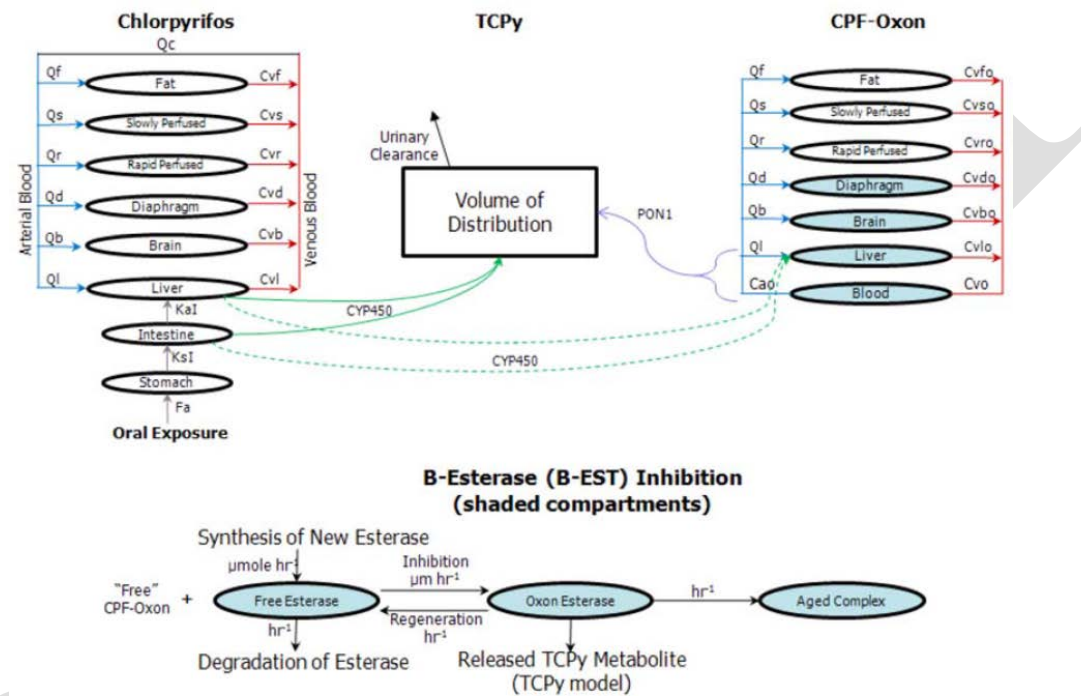 Chlorpyrifos
TCPy
CPF-Oxon
Qc
Qf
Fat
Cvf
Qs
Slowly Perfused
Cvs
Qr
Rapid Perfused
Cvr
Qd
Diaphragm
Cvd
Qb
Brain
Cvb
Ql
Liver
Cvl
Arterial Blood
Venous Blood
KaI
Intestine
KsI
Stomach
Fa
Oral Exposure
Urinary
Clearance
Volume of
Distribution
CYP450
CYP450
PON1
Qf
Fat
Cvfo
Qs
Slowly Perfused
Cvso
Qr
Rapid Perfused
Cvro
Qd
Diaphragm
Cvdo
Qb
Brain
Cvbo
Ql
Liver
Cvlo
Cao
Blood
Cvo
B-Esterase (B-EST) Inhibition
(shaded compartments)
Synthesis of New Esterase
µmole hr⁻¹
"Free"
CPF-Oxon
+
Free Esterase
Inhibition
µm hr⁻¹
Regeneration
hr⁻¹
Oxon Esterase
hr⁻¹
Aged Complex
hr⁻¹
Degradation of Esterase
Released TCPy Metabolite
(TCPy model)